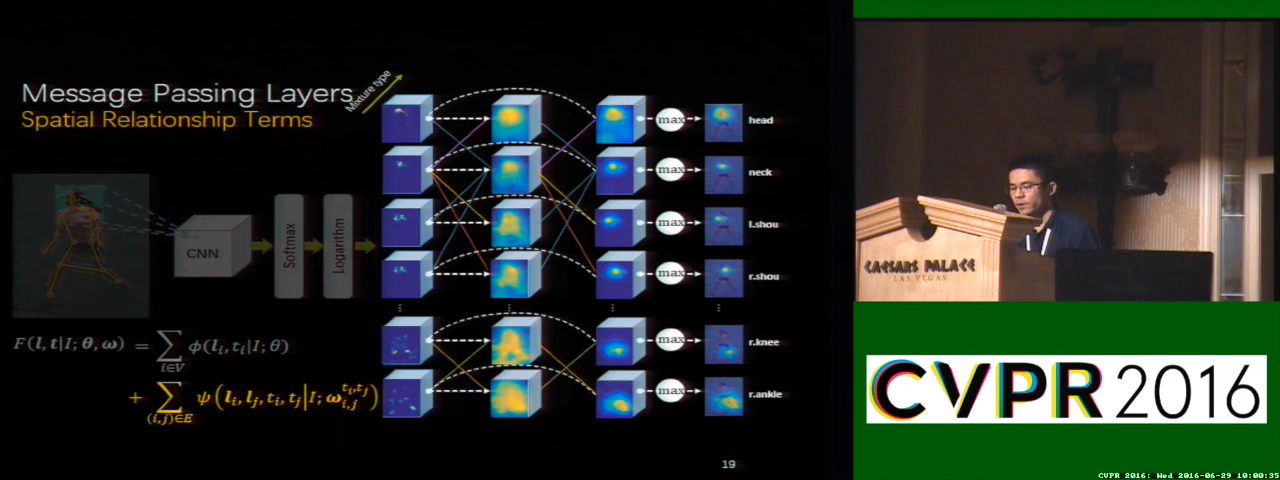 Message Passing Layers
Spatial Relationship Terms
Mixture type
CNN
Softmax
Logarithm
max
head
max
neck
max
l.shou
max
r.shou
max
r.knee
max
r.ankle
F(l, t|I; θ, ω) = ∑_{i∈V} ϕ(l_i, t_i|I; θ)
+ ∑_{(i,j)∈E} ψ(l_i, l_j, t_i, t_j|I; ω_{i,j}^{t_i,t_j})
19
CAESARS PALACE
LAS VEGAS
CVPR 2016
CVPR 2016: Wed 2016-06-29 10:00:35